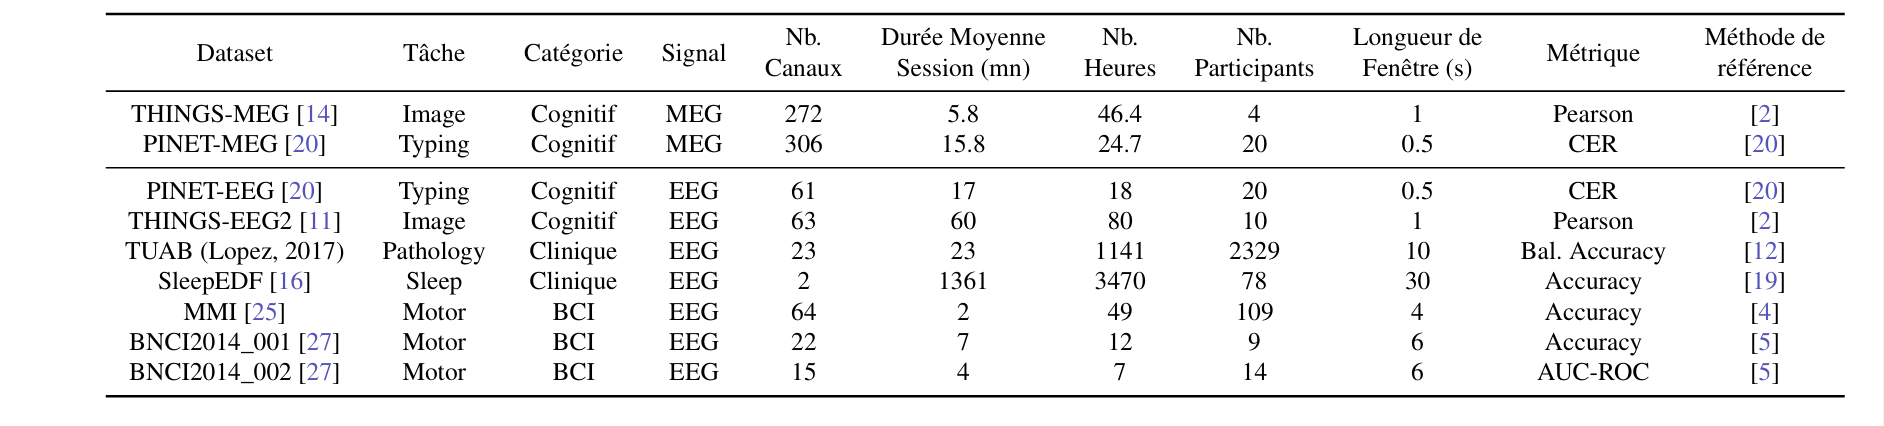 Dataset Tâche Catégorie Signal Nb. Canaux Durée Moyenne Session (mn) Nb. Heures Nb. Participants Longueur de Fenêtre (s) Métrique Méthode de référence
THINGS-MEG [14] Image Cognitif MEG 272 5.8 46.4 4 1 Pearson [2]
PINET-MEG [20] Typing Cognitif MEG 306 15.8 24.7 20 0.5 CER [20]
PINET-EEG [20] Typing Cognitif EEG 61 17 18 20 0.5 CER [20]
THINGS-EEG2 [11] Image Cognitif EEG 63 60 80 10 1 Pearson [2]
TUAB (Lopez, 2017) Pathology Clinique EEG 23 23 1141 2329 10 Bal. Accuracy [12]
SleepEDF [16] Sleep Clinique EEG 2 1361 3470 78 30 Accuracy [19]
MMI [25] Motor BCI EEG 64 2 49 109 4 Accuracy [4]
BNCI2014_001 [27] Motor BCI EEG 22 7 12 9 6 Accuracy [5]
BNCI2014_002 [27] Motor BCI EEG 15 4 7 14 6 AUC-ROC [5]